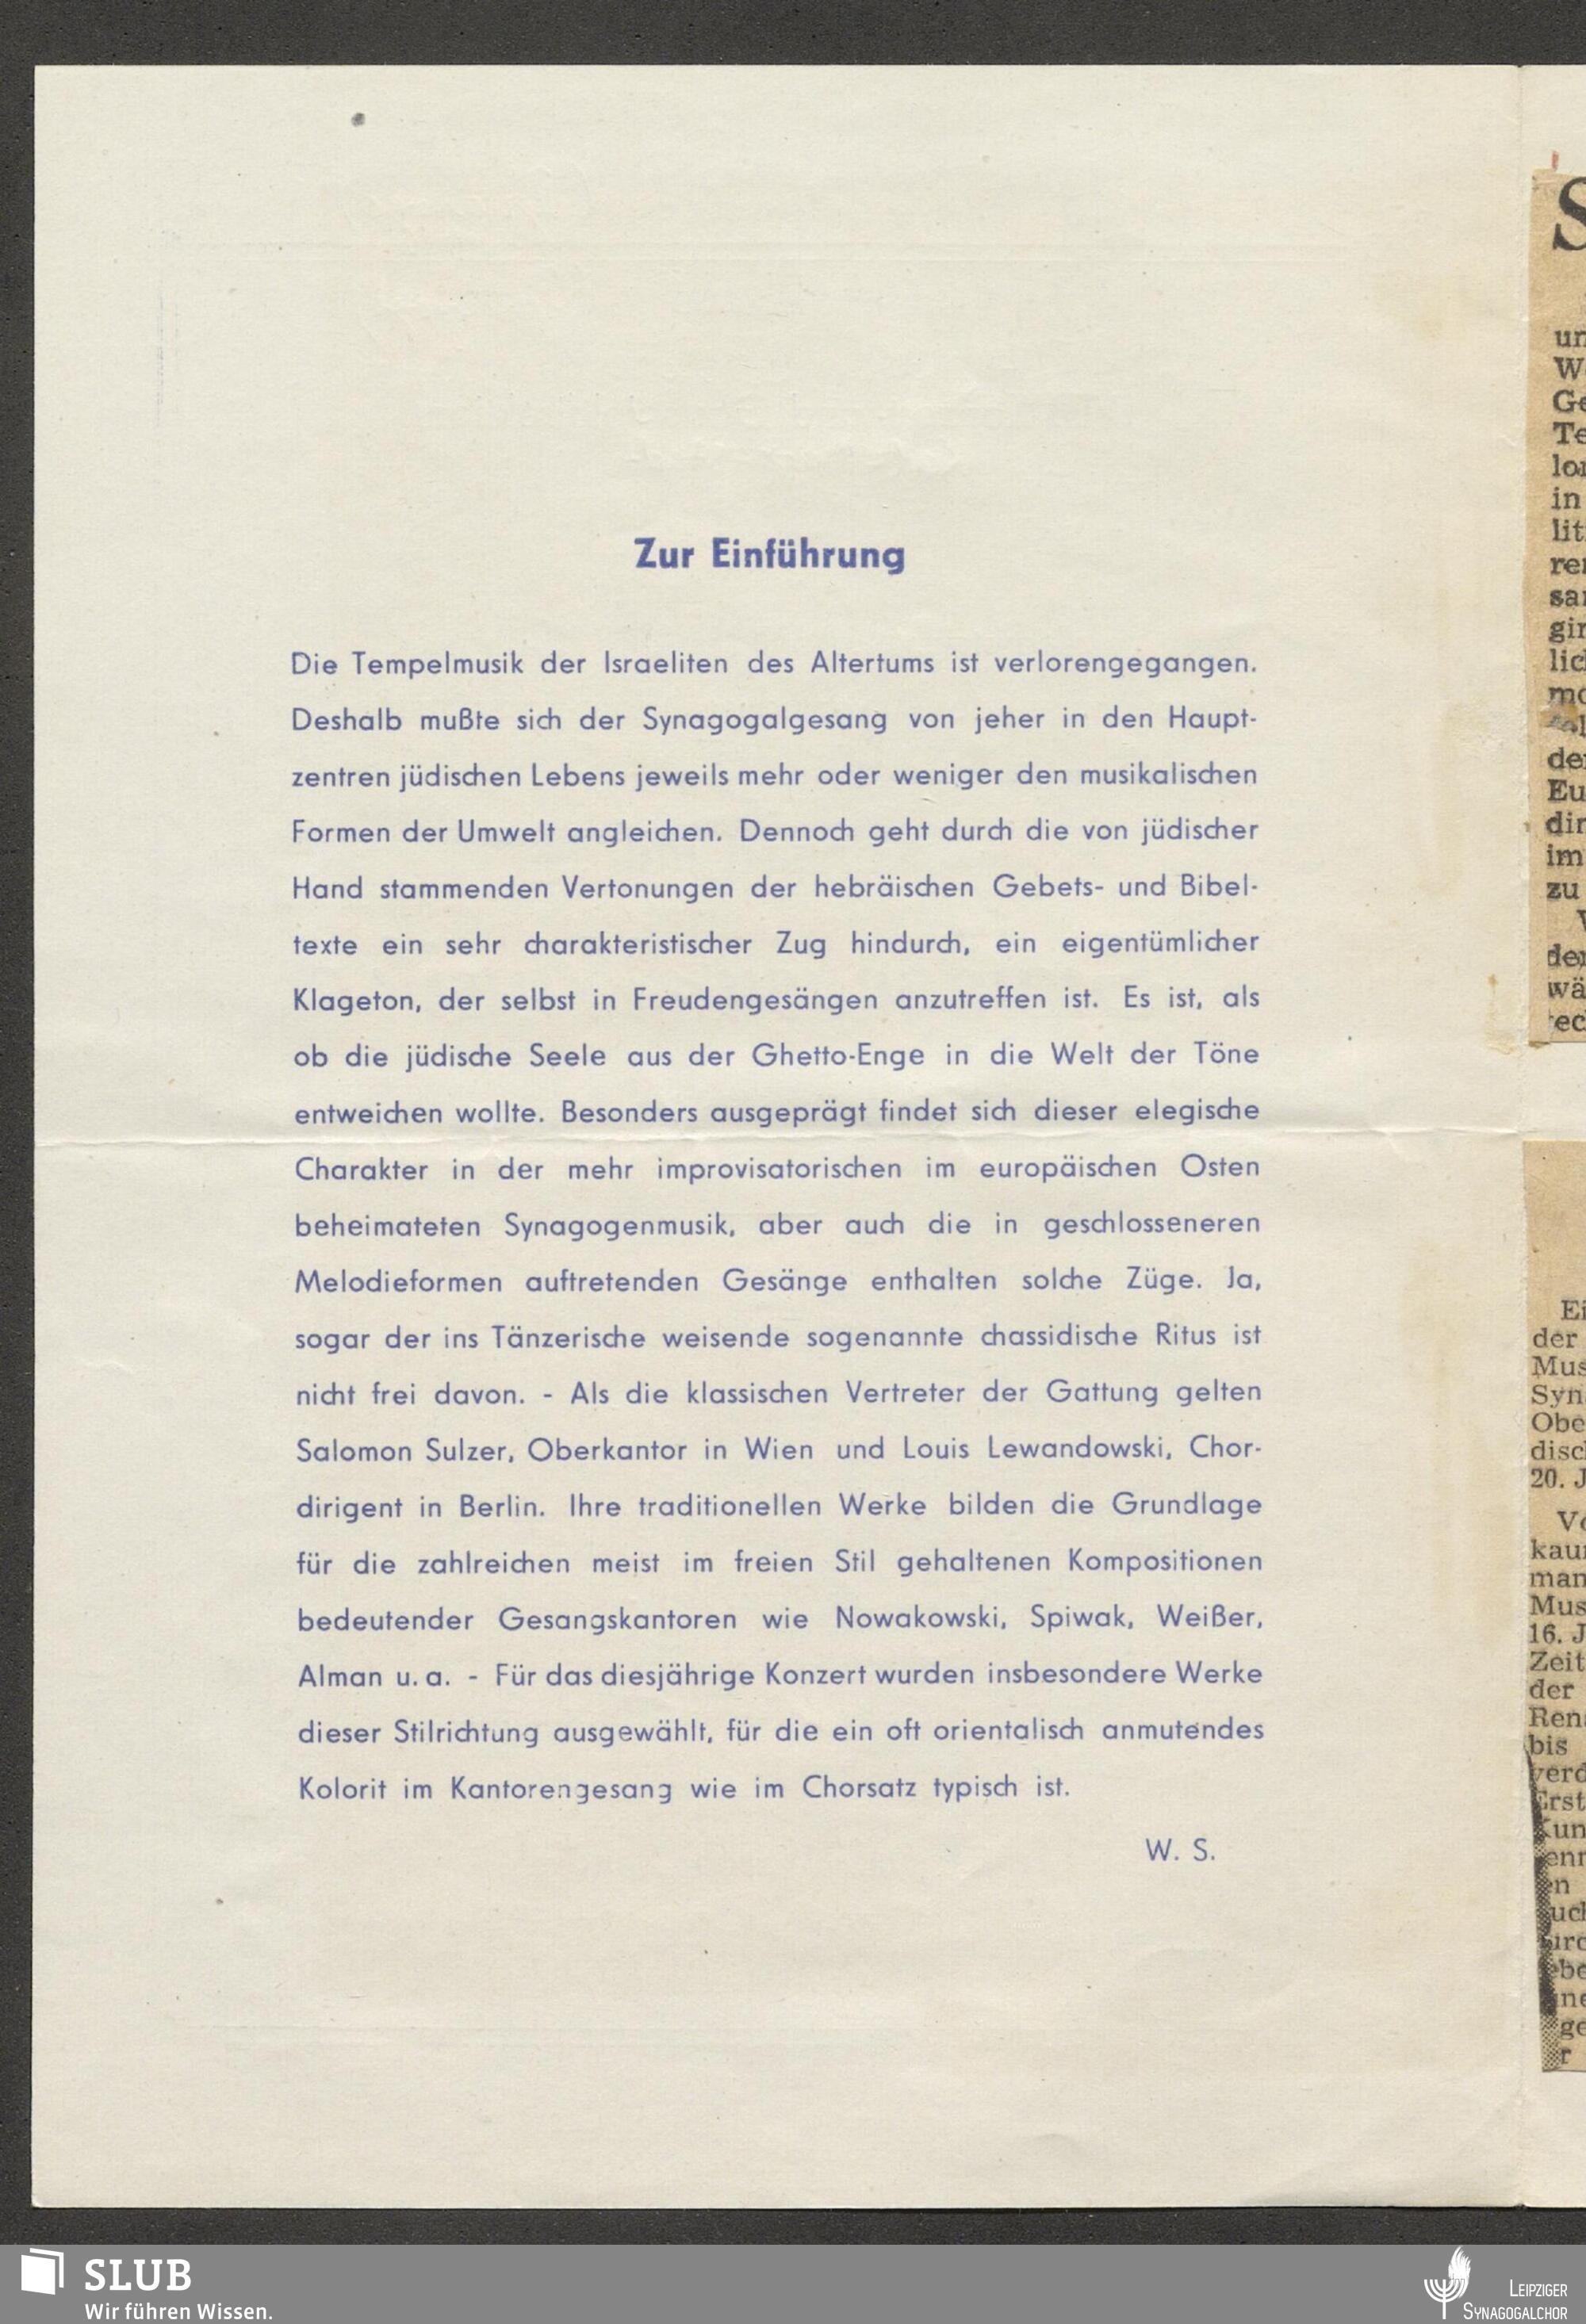 Zur Einführung
Die Tempelmusik der Israeliten des Altertums ist verlorengegangen.
Deshalb mußte sich der Synagogalgesang von jeher in den Haupt-
zentren jüdischen Lebens jeweils mehr oder weniger den musikalischen
Formen der Umwelt angleichen. Dennoch geht durch die von jüdischer
Hand stammenden Vertonungen der hebräischen Gebets- und Bibel-
texte ein sehr charakteristischer Zug hindurch, ein eigentümlicher
Klageton, der selbst in Freudengesängen anzutreffen ist. Es ist, als
ob die jüdische Seele aus der Ghetto-Enge in die Welt der Töne
entweichen wollte. Besonders ausgeprägt findet sich dieser elegische
Charakter in der mehr improvisatorischen im europäischen Osten
beheimateten Synagogenmusik, aber auch die in geschlosseneren
Melodieformen auftretenden Gesänge enthalten solche Züge. Ja,
sogar der ins Tänzerische weisende sogenannte chassidische Ritus ist
nicht frei davon. - Als die klassischen Vertreter der Gattung gelten
Salomon Sulzer, Oberkantor in Wien und Louis Lewandowski, Chor-
dirigent in Berlin. Ihre traditionellen Werke bilden die Grundlage
für die zahlreichen meist im freien Stil gehaltenen Kompositionen
bedeutender Gesangskantoren wie Nowakowski, Spiwak, Weißer,
Alman u. a. - Für das diesjährige Konzert wurden insbesondere Werke
dieser Stilrichtung ausgewählt, für die ein oft orientalisch anmutendes
Kolorit im Kantorengesang wie im Chorsatz typisch ist.
W. S.
S
in
im
zu
der
20. J
16. J
der
bis
SLUB
Wir führen Wissen.
LEIPZIGER
SYNAGOGALCHOR